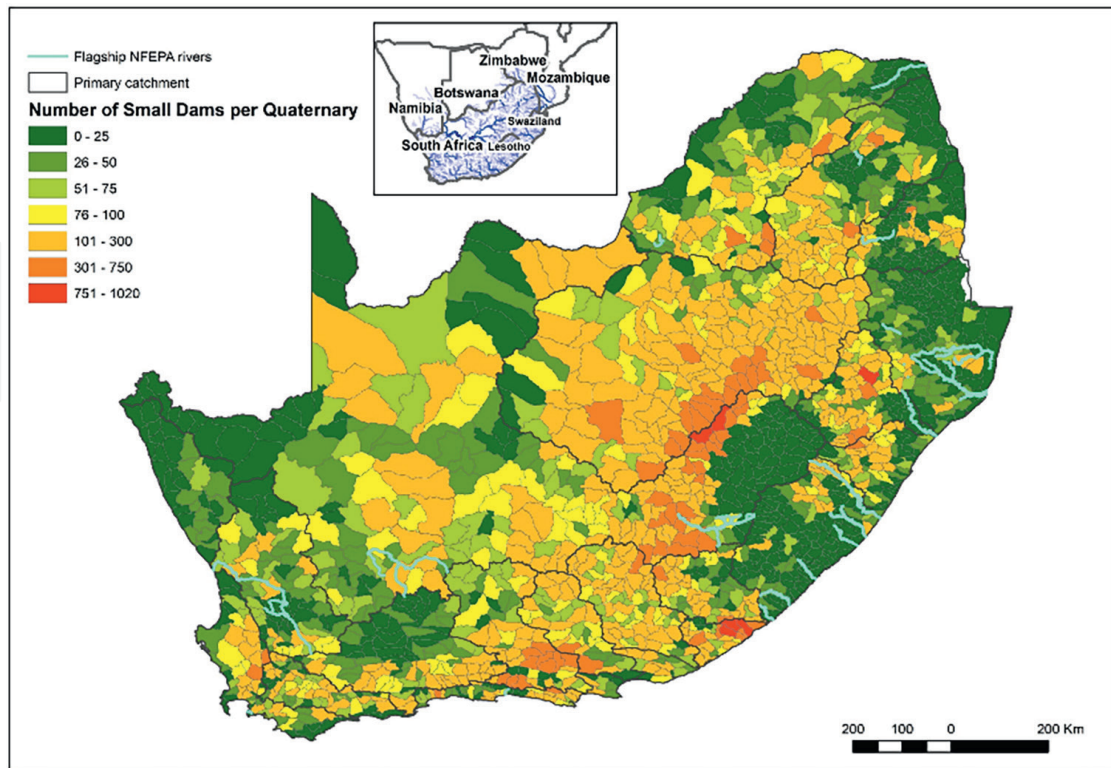 Flagship NFEPA rivers
Primary catchment
Number of Small Dams per Quaternary
0 - 25
26 - 50
51 - 75
76 - 100
101 - 300
301 - 750
751 - 1020
Zimbabwe
Mozambique
Botswana
Namibia
Swaziland
South Africa
Lesotho
200 100 0 200 Km